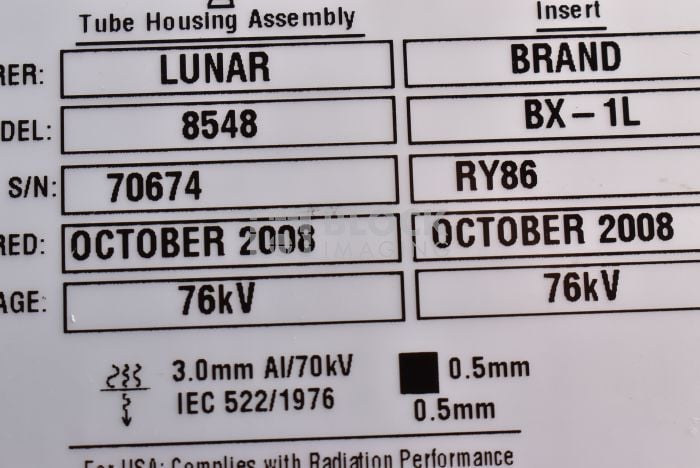 Tube Housing Assembly Insert
RER: LUNAR BRAND
DEL: 8548 BX-1L
S/N: 70674 RY86
RED: OCTOBER 2008 OCTOBER 2008
AGE: 76kV 76kV
BLOCK
IMAGING
3.0mm Al/70kV 0.5mm
IEC 522/1976 0.5mm
For USA: Complies with Radiation Performance